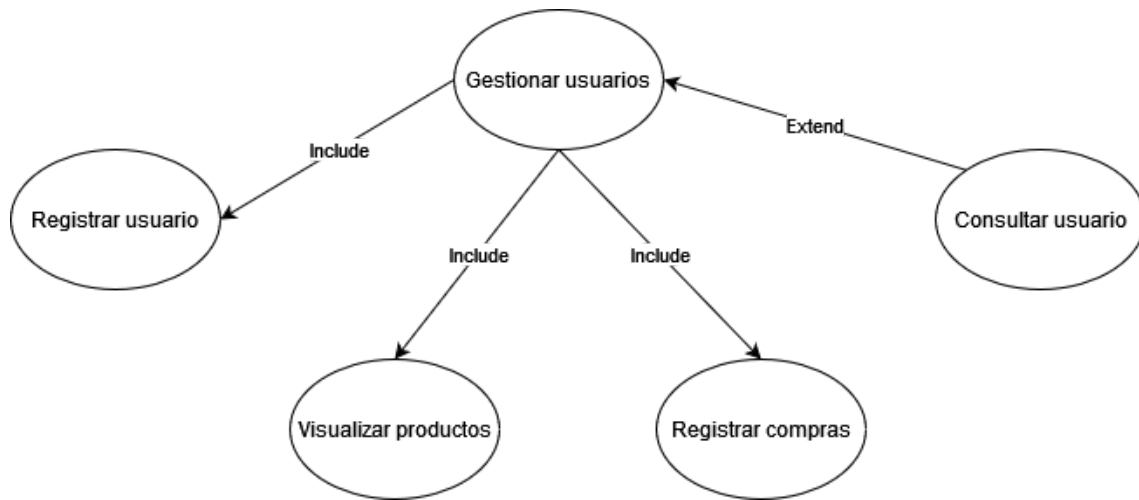 Gestionar usuarios
Extend
Include
Registrar usuario
Consultar usuario
Include
Include
Visualizar productos
Registrar compras